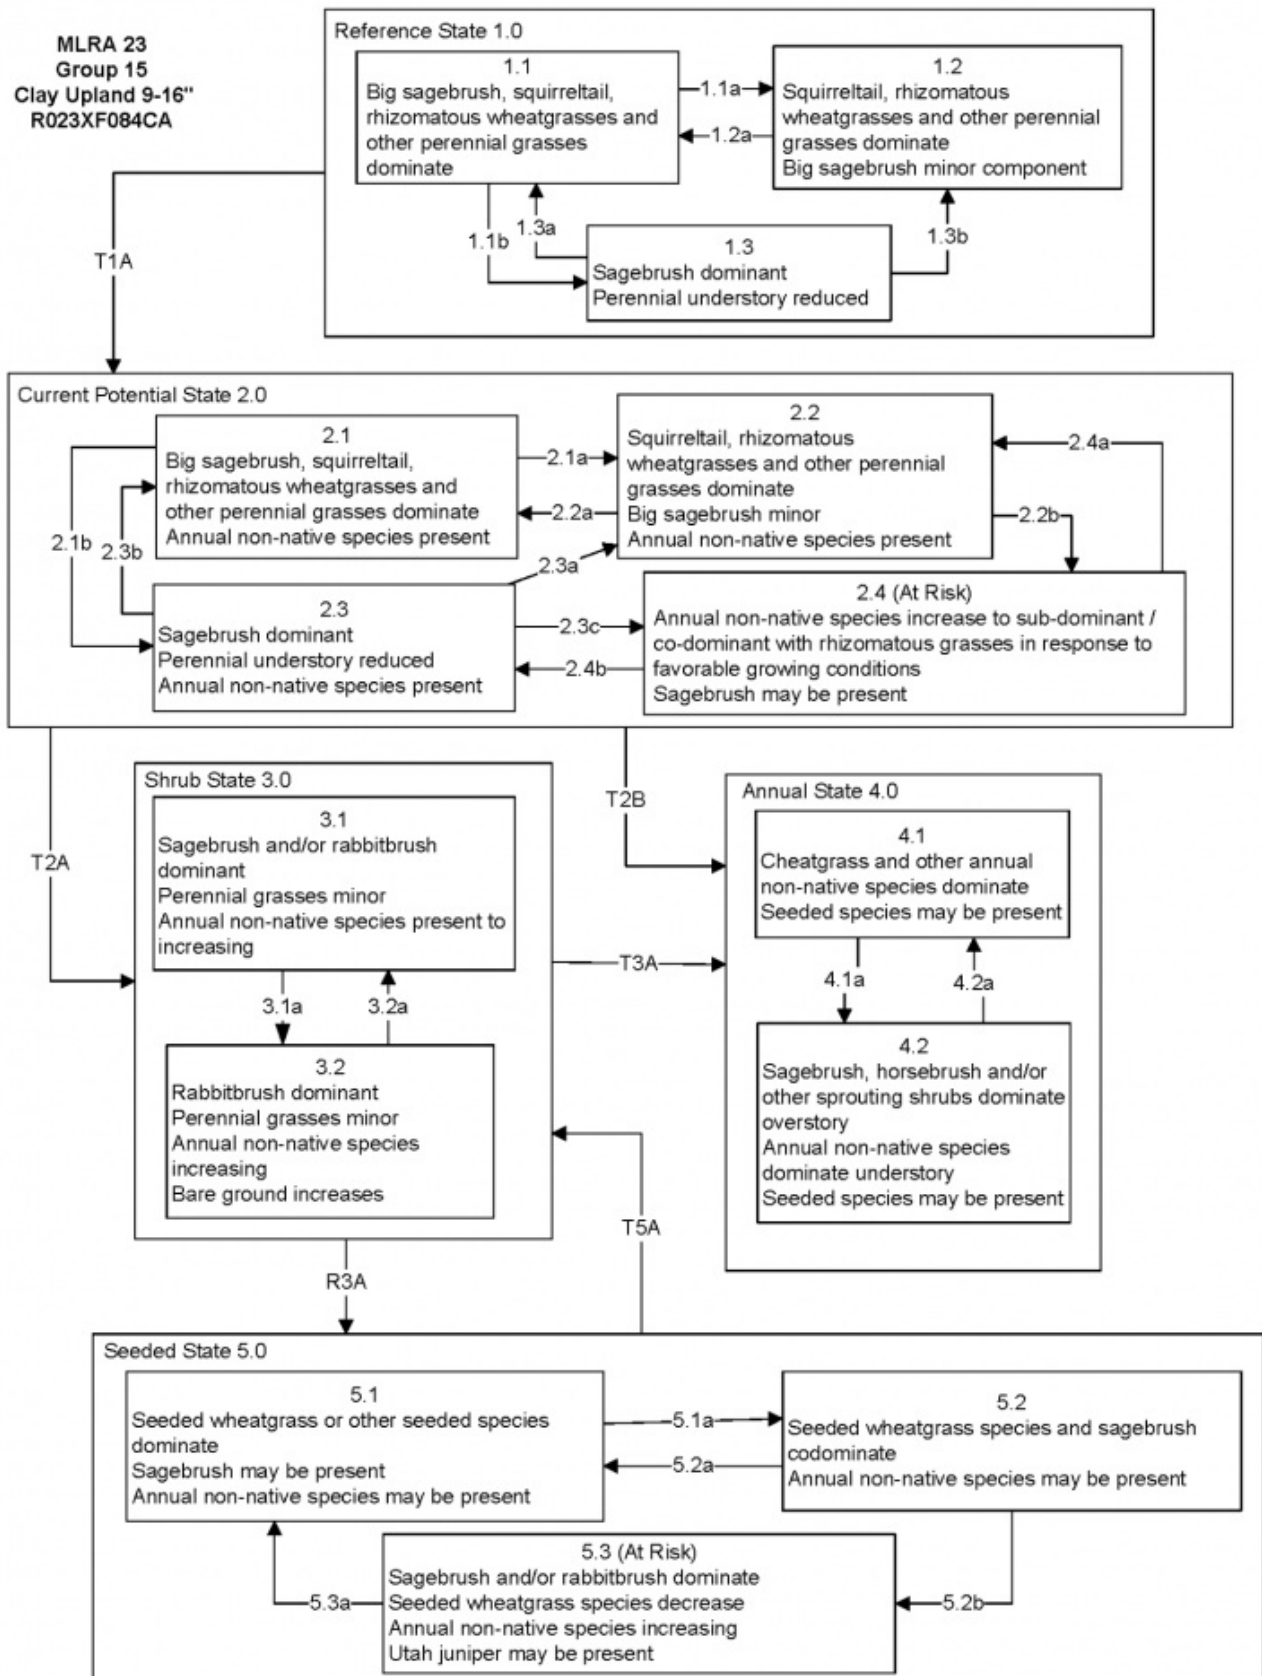 MLRA 23
Group 15
Clay Upland 9-16"
R023XF084CA
Reference State 1.0
1.1
Big sagebrush, squirreltail,
rhizomatous wheatgrasses and
other perennial grasses
dominate
1.1a
1.2a
1.2
Squirreltail, rhizomatous
wheatgrasses and other perennial
grasses dominate
Big sagebrush minor component
1.1b
1.3a
1.3
Sagebrush dominant
Perennial understory reduced
1.3b
T1A
Current Potential State 2.0
2.1
Big sagebrush, squirreltail,
rhizomatous wheatgrasses and
other perennial grasses dominate
Annual non-native species present
2.1a
2.2a
2.2
Squirreltail, rhizomatous
wheatgrasses and other perennial
grasses dominate
Big sagebrush minor
Annual non-native species present
2.4a
2.2b
2.1b
2.3b
2.3a
2.3
Sagebrush dominant
Perennial understory reduced
Annual non-native species present
2.3c
2.4b
2.4 (At Risk)
Annual non-native species increase to sub-dominant /
co-dominant with rhizomatous grasses in response to
favorable growing conditions
Sagebrush may be present
T2A
Shrub State 3.0
3.1
Sagebrush and/or rabbitbrush
dominant
Perennial grasses minor
Annual non-native species present to
increasing
3.1a
3.2a
3.2
Rabbitbrush dominant
Perennial grasses minor
Annual non-native species
increasing
Bare ground increases
T2B
T3A
Annual State 4.0
4.1
Cheatgrass and other annual
non-native species dominate
Seeded species may be present
4.1a
4.2a
4.2
Sagebrush, horsebrush and/or
other sprouting shrubs dominate
overstory
Annual non-native species
dominate understory
Seeded species may be present
R3A
T5A
Seeded State 5.0
5.1
Seeded wheatgrass or other seeded species
dominate
Sagebrush may be present
Annual non-native species may be present
5.1a
5.2a
5.2
Seeded wheatgrass species and sagebrush
codominate
Annual non-native species may be present
5.3a
5.3 (At Risk)
Sagebrush and/or rabbitbrush dominate
Seeded wheatgrass species decrease
Annual non-native species increasing
Utah juniper may be present
5.2b